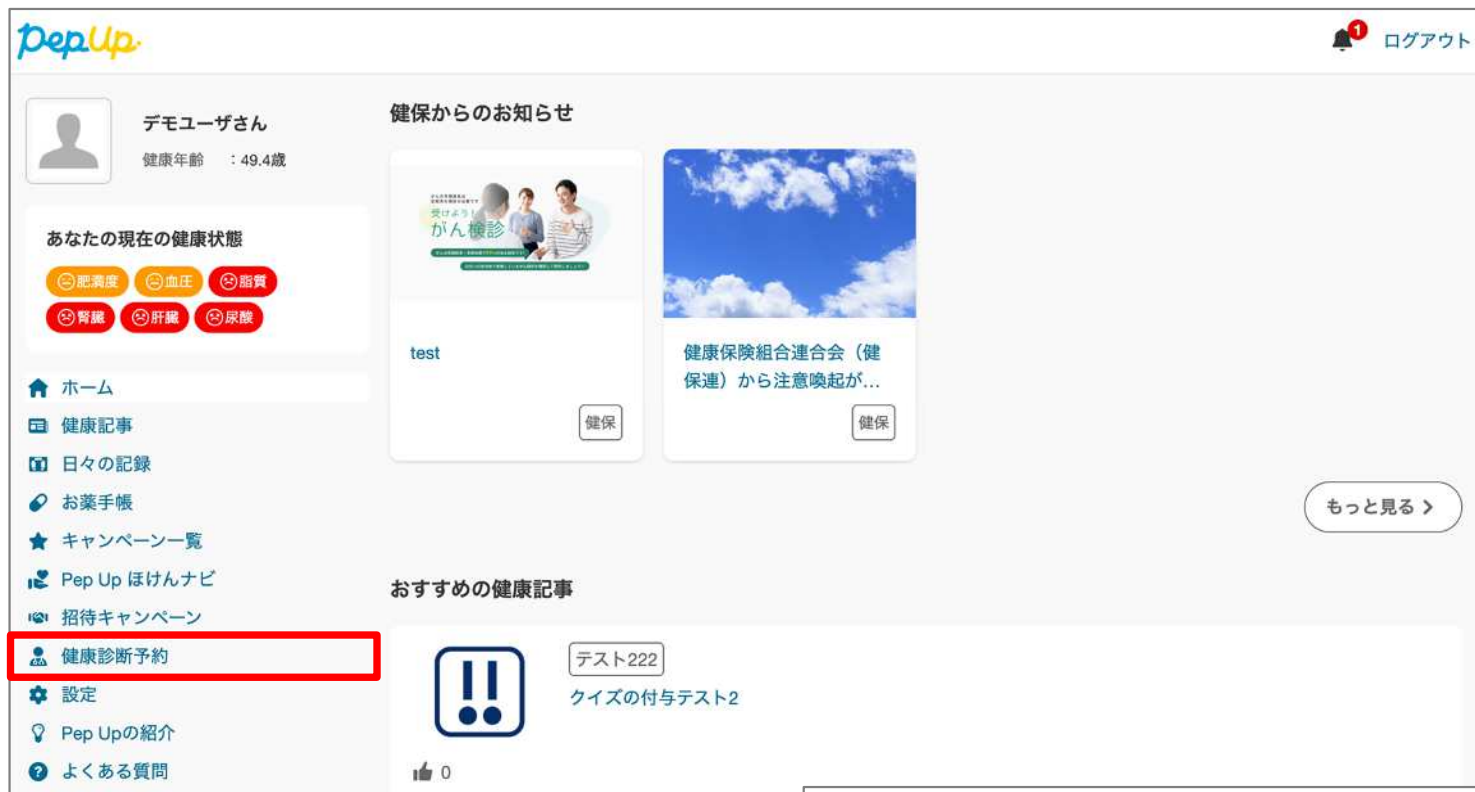 PepUp
1
ログアウト
デモユーザさん
健康年齢 ：49.4歳
あなたの現在の健康状態
肥満度
血圧
脂質
腎臓
肝臓
尿酸
ホーム
健康記事
日々の記録
お薬手帳
キャンペーン一覧
Pep Up ほけんナビ
招待キャンペーン
健康診断予約
設定
Pep Upの紹介
よくある質問
健保からのお知らせ
受けよう！
がん検診
test
健保
健康保険組合連合会（健
保連）から注意喚起が...
健保
もっと見る
おすすめの健康記事
!!
テスト222
クイズの付与テスト2
0